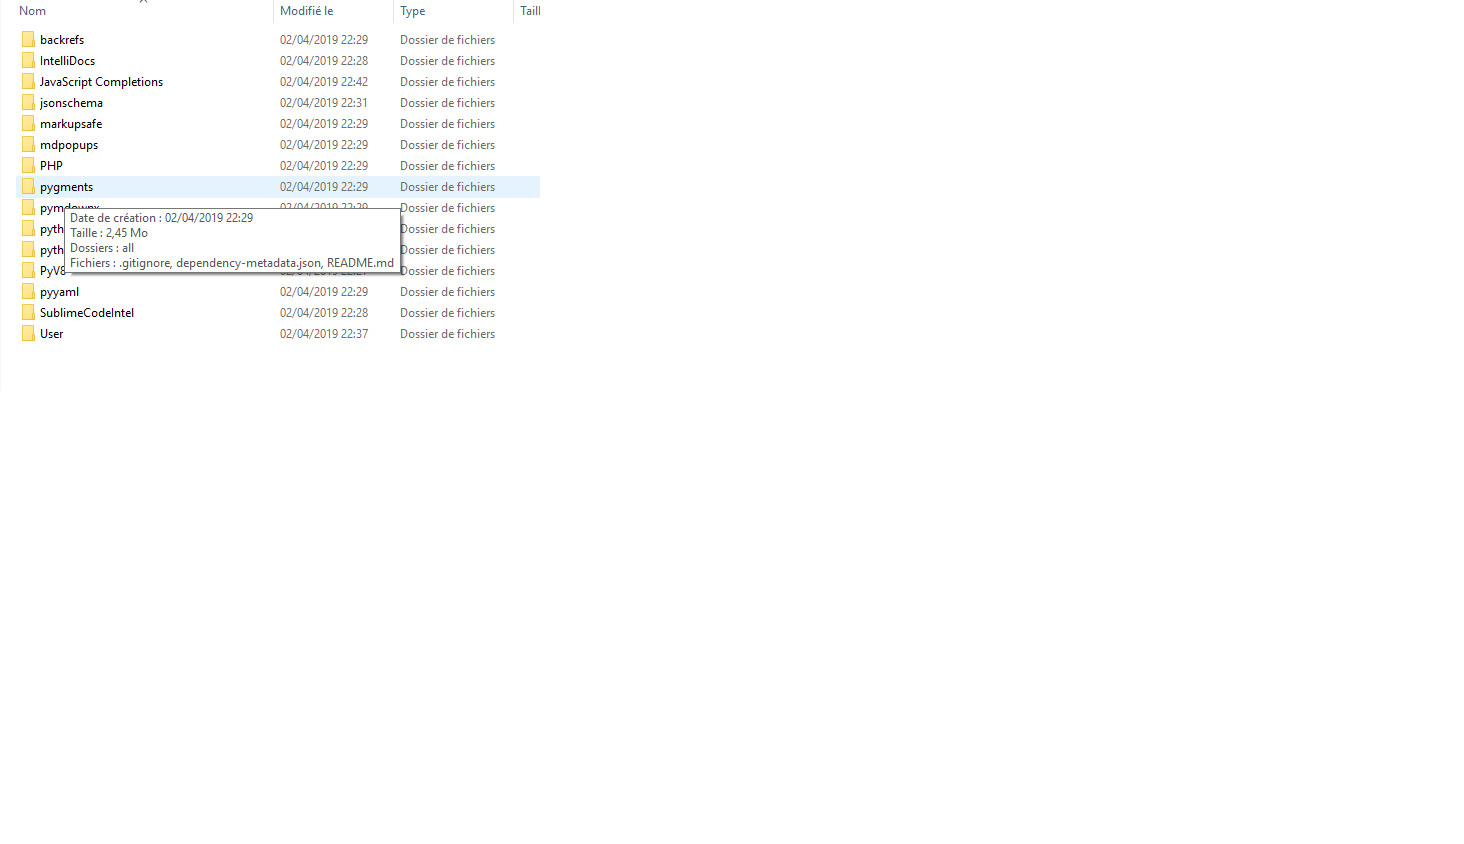 Nom Modifié le Type Taill
backrefs 02/04/2019 22:29 Dossier de fichiers
IntelliDocs 02/04/2019 22:28 Dossier de fichiers
JavaScript Completions 02/04/2019 22:42 Dossier de fichiers
jsonschema 02/04/2019 22:31 Dossier de fichiers
markupsafe 02/04/2019 22:29 Dossier de fichiers
mdpopups 02/04/2019 22:29 Dossier de fichiers
PHP 02/04/2019 22:29 Dossier de fichiers
pygments 02/04/2019 22:29 Dossier de fichiers
pymdownx 02/04/2019 22:29 Dossier de fichiers
Date de création : 02/04/2019 22:29
pyth Dossier de fichiers
Taille : 2,45 Mo
pyth Dossier de fichiers
Dossiers : all
Fichiers : .gitignore, dependency-metadata.json, README.md
PyV8 Dossier de fichiers
pyyaml 02/04/2019 22:29 Dossier de fichiers
SublimeCodeIntel 02/04/2019 22:28 Dossier de fichiers
User 02/04/2019 22:37 Dossier de fichiers